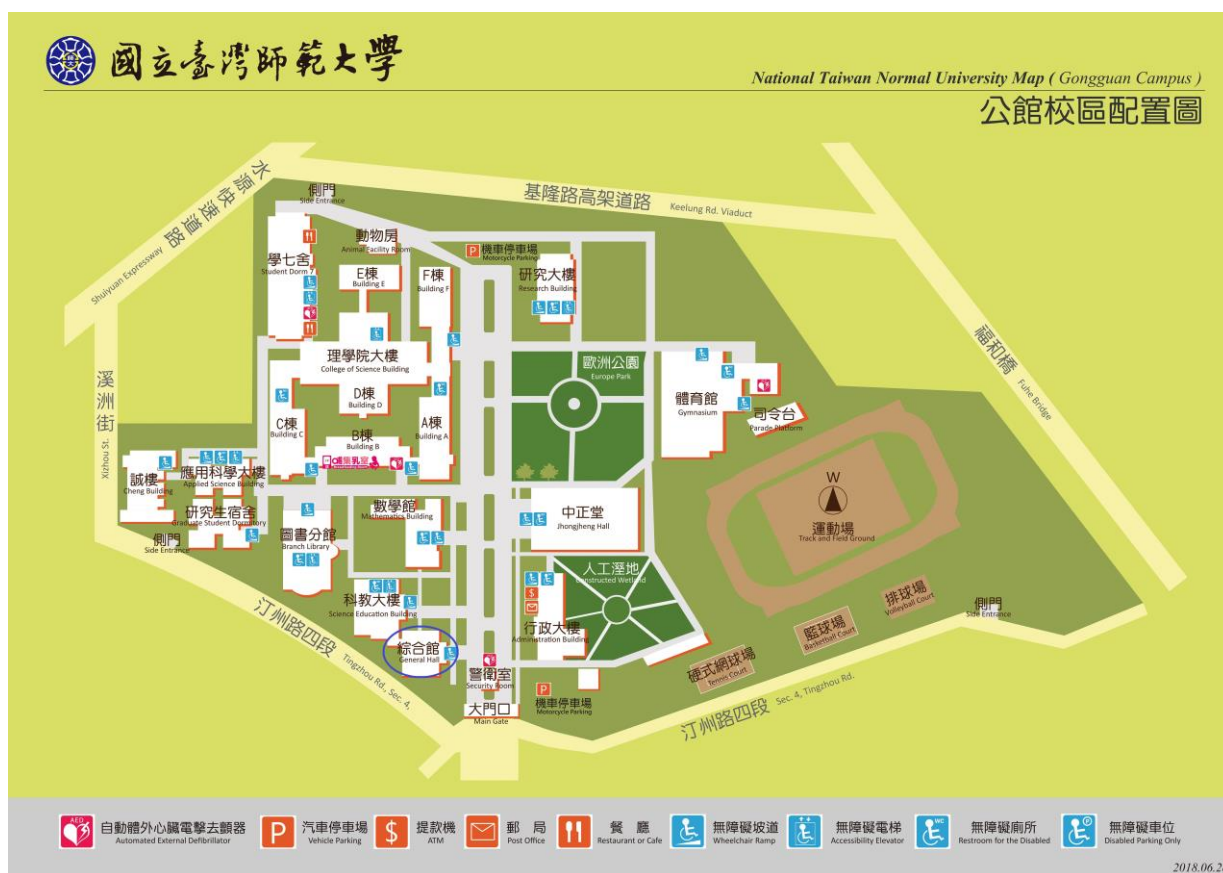 國立臺灣師範大學
National Taiwan Normal University Map ( Gongguan Campus )
公館校區配置圖
水源快速道路
Shuiyuan Expressway
側門
Side Entrance
基隆路高架道路
Keelung Rd. Viaduct
動物房
Animal Facility Room
P
機車停車場
Motorcycle Parking
學七舍
Student Dorm 7
E棟
Building E
F棟
Building F
研究大樓
Research Building
福和橋
Fuhe Bridge
理學院大樓
College of Science Building
歐洲公園
Europe Park
溪洲街
Xizhou St.
D棟
Building D
體育館
Gymnasium
司令台
Parade Platform
C棟
Building C
B棟
Building B
A棟
Building A
哺集乳室
誠樓
Cheng Building
應用科學大樓
Applied Science Building
W
運動場
Track and Field Ground
研究生宿舍
Graduate Student Dormitory
數學館
Mathematics Building
中正堂
Jhongjheng Hall
圖書分館
Branch Library
側門
Side Entrance
人工溼地
Constructed Wetland
$
科教大樓
Science Education Building
行政大樓
Administration Building
排球場
Volleyball Court
側門
Side Entrance
籃球場
Basketball Court
汀州路四段
Tingzhou Rd., Sec. 4,
綜合館
General Hall
警衛室
Security Room
硬式網球場
Tennis Court
P
機車停車場
Motorcycle Parking
大門口
Main Gate
汀州路四段
Sec. 4, Tingzhou Rd.
AED
自動體外心臟電擊去顫器
Automated External Defibrillator
P
汽車停車場
Vehicle Parking
$
提款機
ATM
郵局
Post Office
餐廳
Restaurant or Cafe
無障礙坡道
Wheelchair Ramp
無障礙電梯
Accessibility Elevator
WC
無障礙廁所
Restroom for the Disabled
P
無障礙車位
Disabled Parking Only